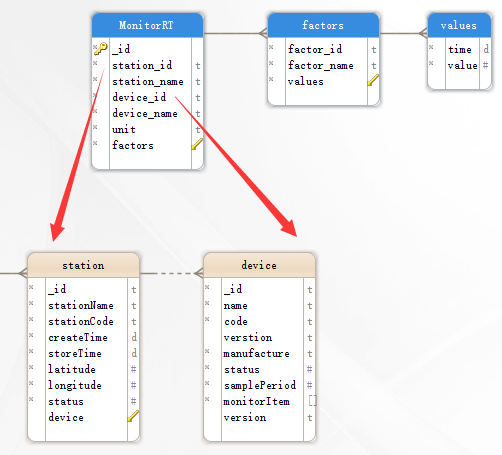 MonitorRT
* _id
* station_id t
* station_name t
* device_id t
* device_name t
* unit t
* factors
factors
* factor_id t
* factor_name t
* values
values
* time d
* value #
station
* _id t
* stationName t
* stationCode t
* createTime d
* storeTime d
* latitude #
* longitude #
* status #
device
device
* _id t
* name t
* code t
verstion t
* manufacture t
* status #
* samplePeriod #
* monitorItem []
version t